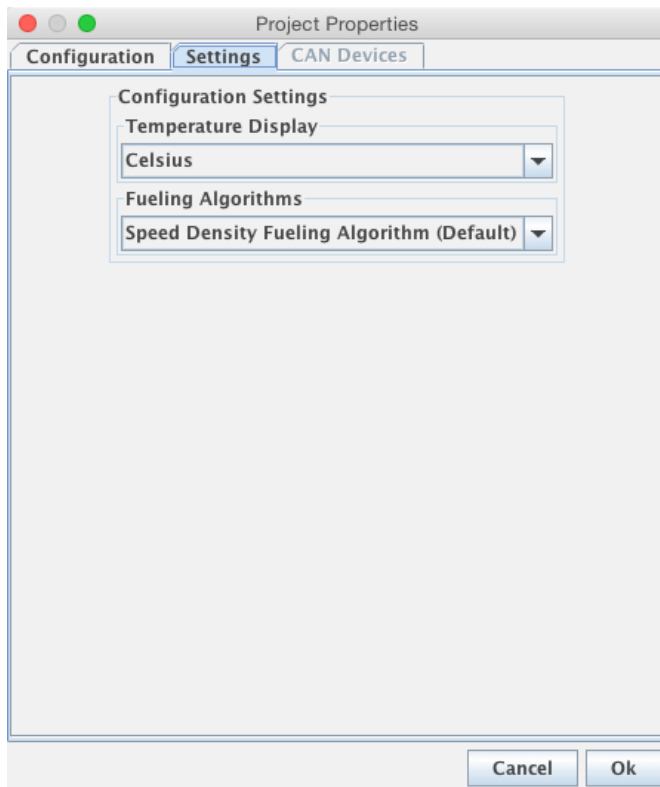 Project Properties
Configuration Settings CAN Devices
Configuration Settings
Temperature Display
Celsius
Fueling Algorithms
Speed Density Fueling Algorithm (Default)
Cancel Ok